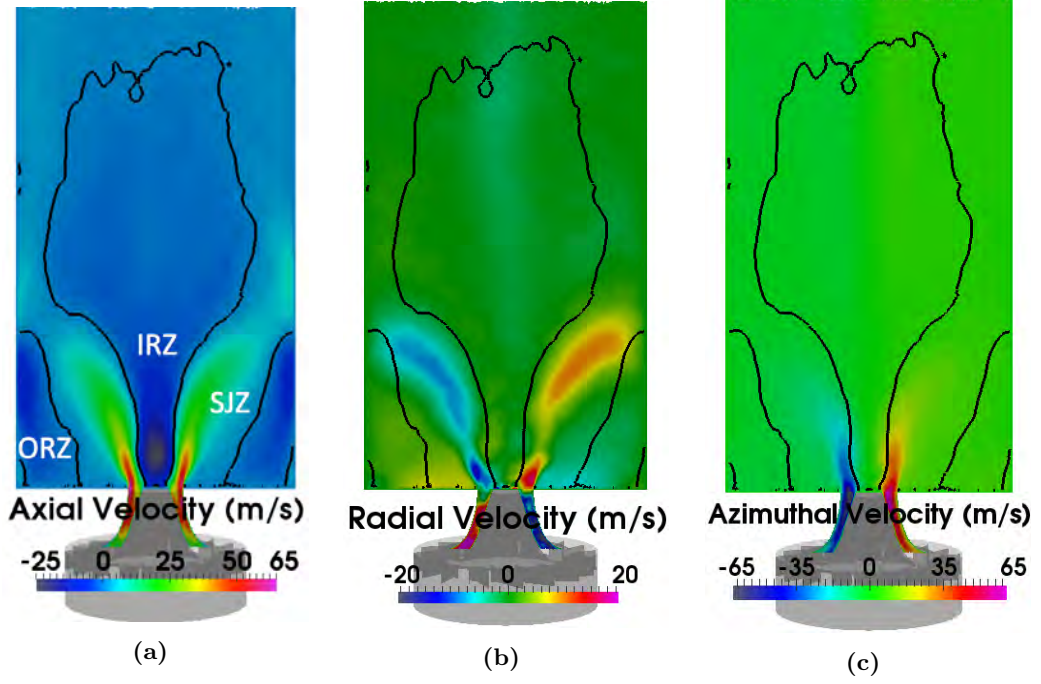 IRZ
SJZ
ORZ
Axial Velocity (m/s)
-25 0 25 50 65
(a)
Radial Velocity (m/s)
-20 0 20
(b)
Azimuthal Velocity (m/s)
-65 -35 0 35 65
(c)